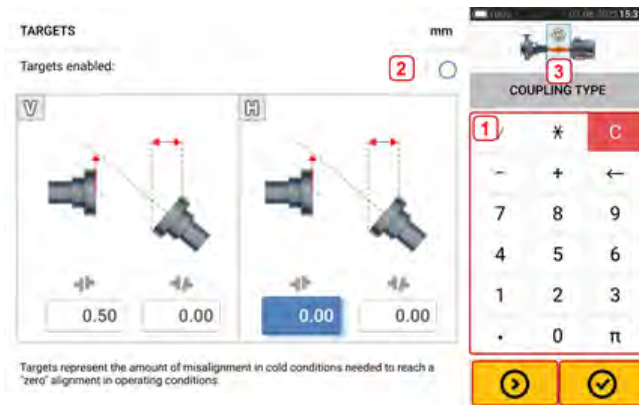 TARGETS
mm
Targets enabled:
2
V
H
0.50
0.00
0.00
0.00
Targets represent the amount of misalignment in cold conditions needed to reach a
"zero" alignment in operating conditions.
15:3
3
COUPLING TYPE
1 / * C
- + ←
7 8 9
4 5 6
1 2 3
. 0 π